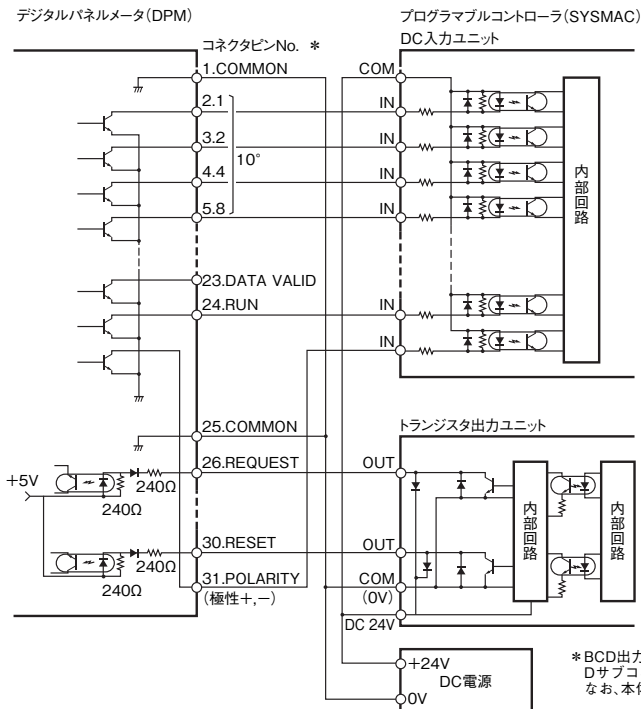 デジタルパネルメータ(DPM)
コネクタピンNo. *
1.COMMON
2.1
3.2
10°
4.4
5.8
23.DATA VALID
24.RUN
25.COMMON
26.REQUEST
+5V
240Ω
240Ω
30.RESET
240Ω
240Ω
31.POLARITY
(極性+,−)
プログラマブルコントローラ(SYSMAC)
DC入力ユニット
COM
IN
IN
IN
IN
IN
IN
内部回路
トランジスタ出力ユニット
OUT
OUT
COM
(0V)
DC 24V
内部回路
内部回路
+24V
DC電源
0V
*BCD出力
Dサブコ
なお、本体